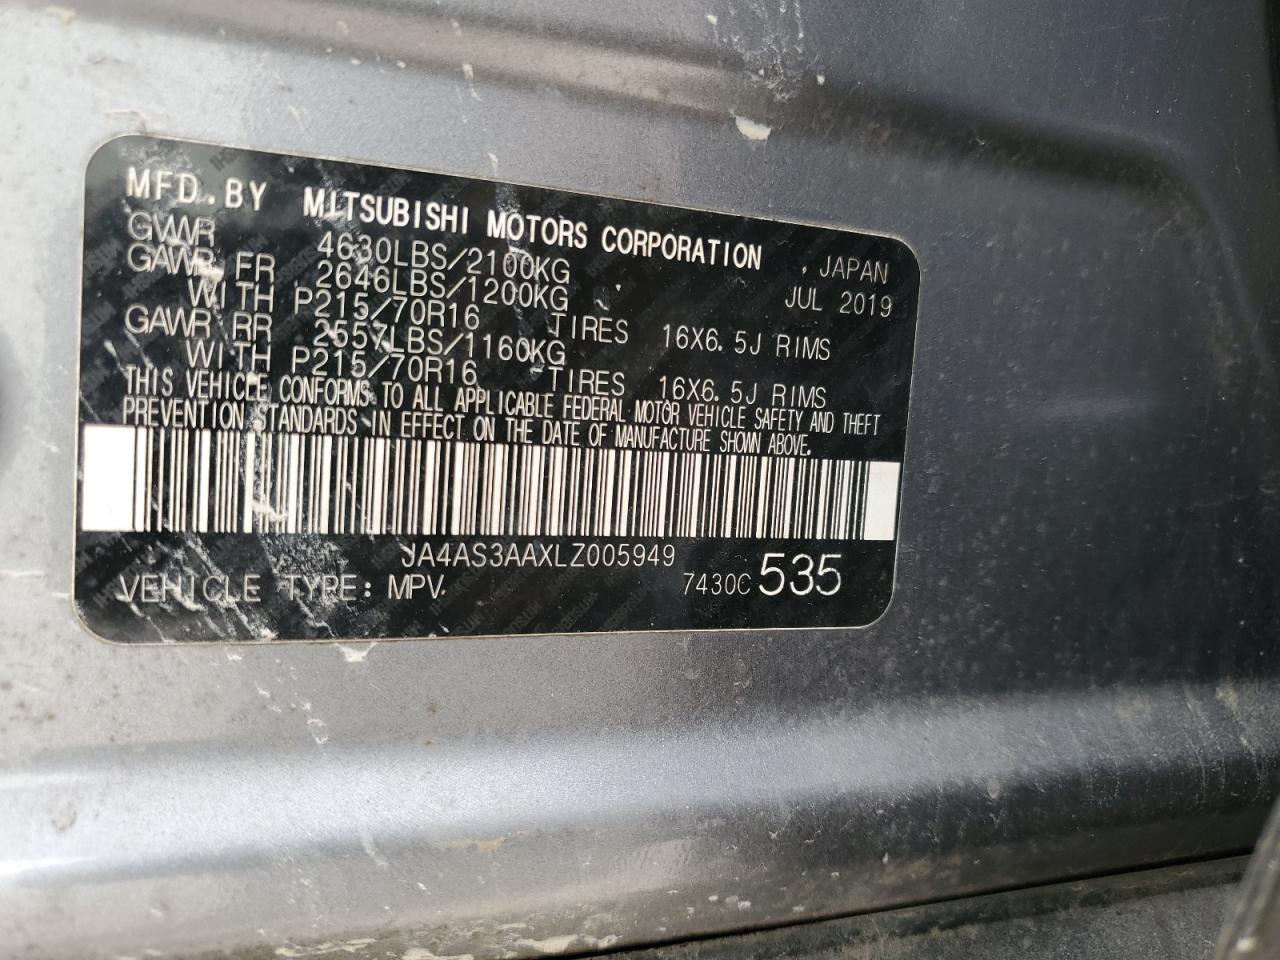 MFD.BY MITSUBISHI MOTORS CORPORATION , JAPAN
GVWR 4630LBS/2100KG JUL 2019
GAWR FR 2646LBS/1200KG
WITH P215/70R16 TIRES 16X6.5J RIMS
GAWR RR 2557LBS/1160KG
WITH P215/70R16 TIRES 16X6.5J RIMS
THIS VEHICLE CONFORMS TO ALL APPLICABLE FEDERAL MOTOR VEHICLE SAFETY AND THEFT
PREVENTION STANDARDS IN EFFECT ON THE DATE OF MANUFACTURE SHOWN ABOVE.
JA4AS3AAXLZ005949
VEHICLE TYPE: MPV 7430C 535